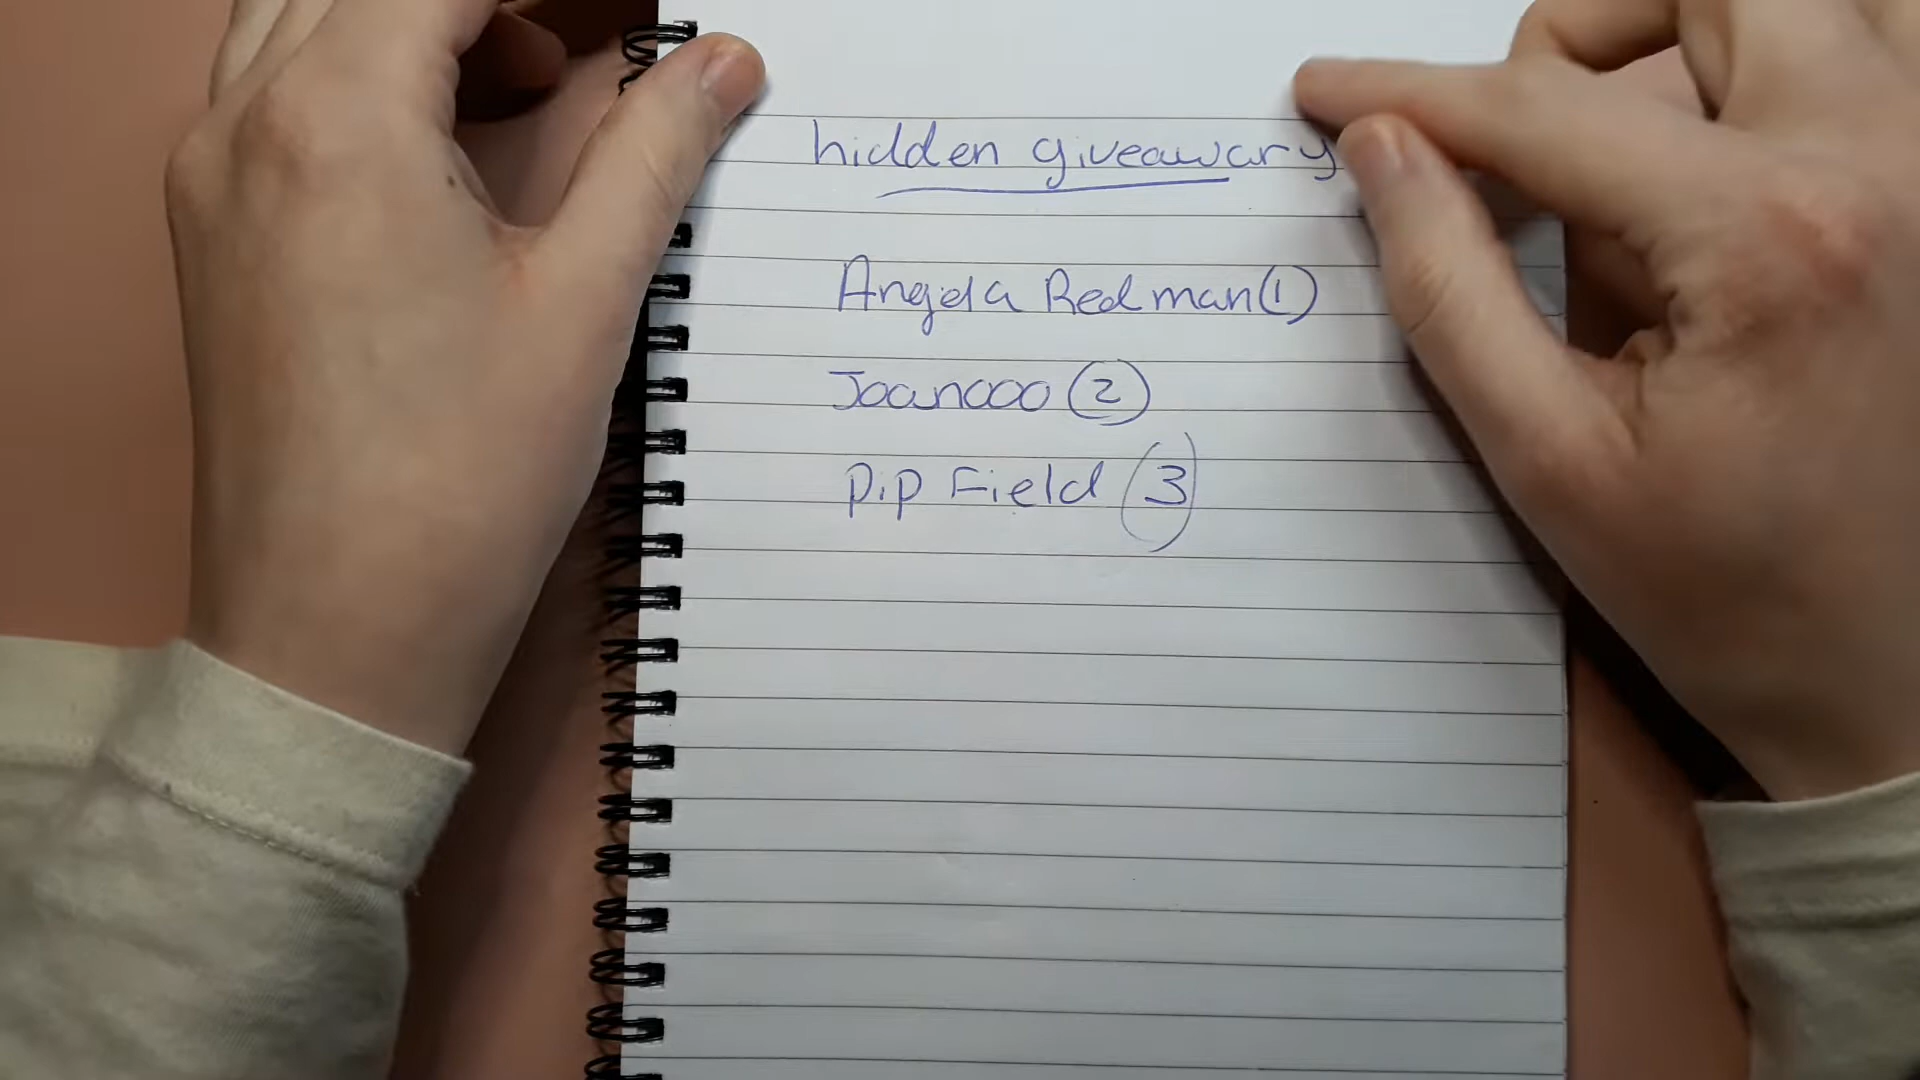 hidden giveaway
Angela Redman (1)
Joanooo (2)
Pip Field (3)